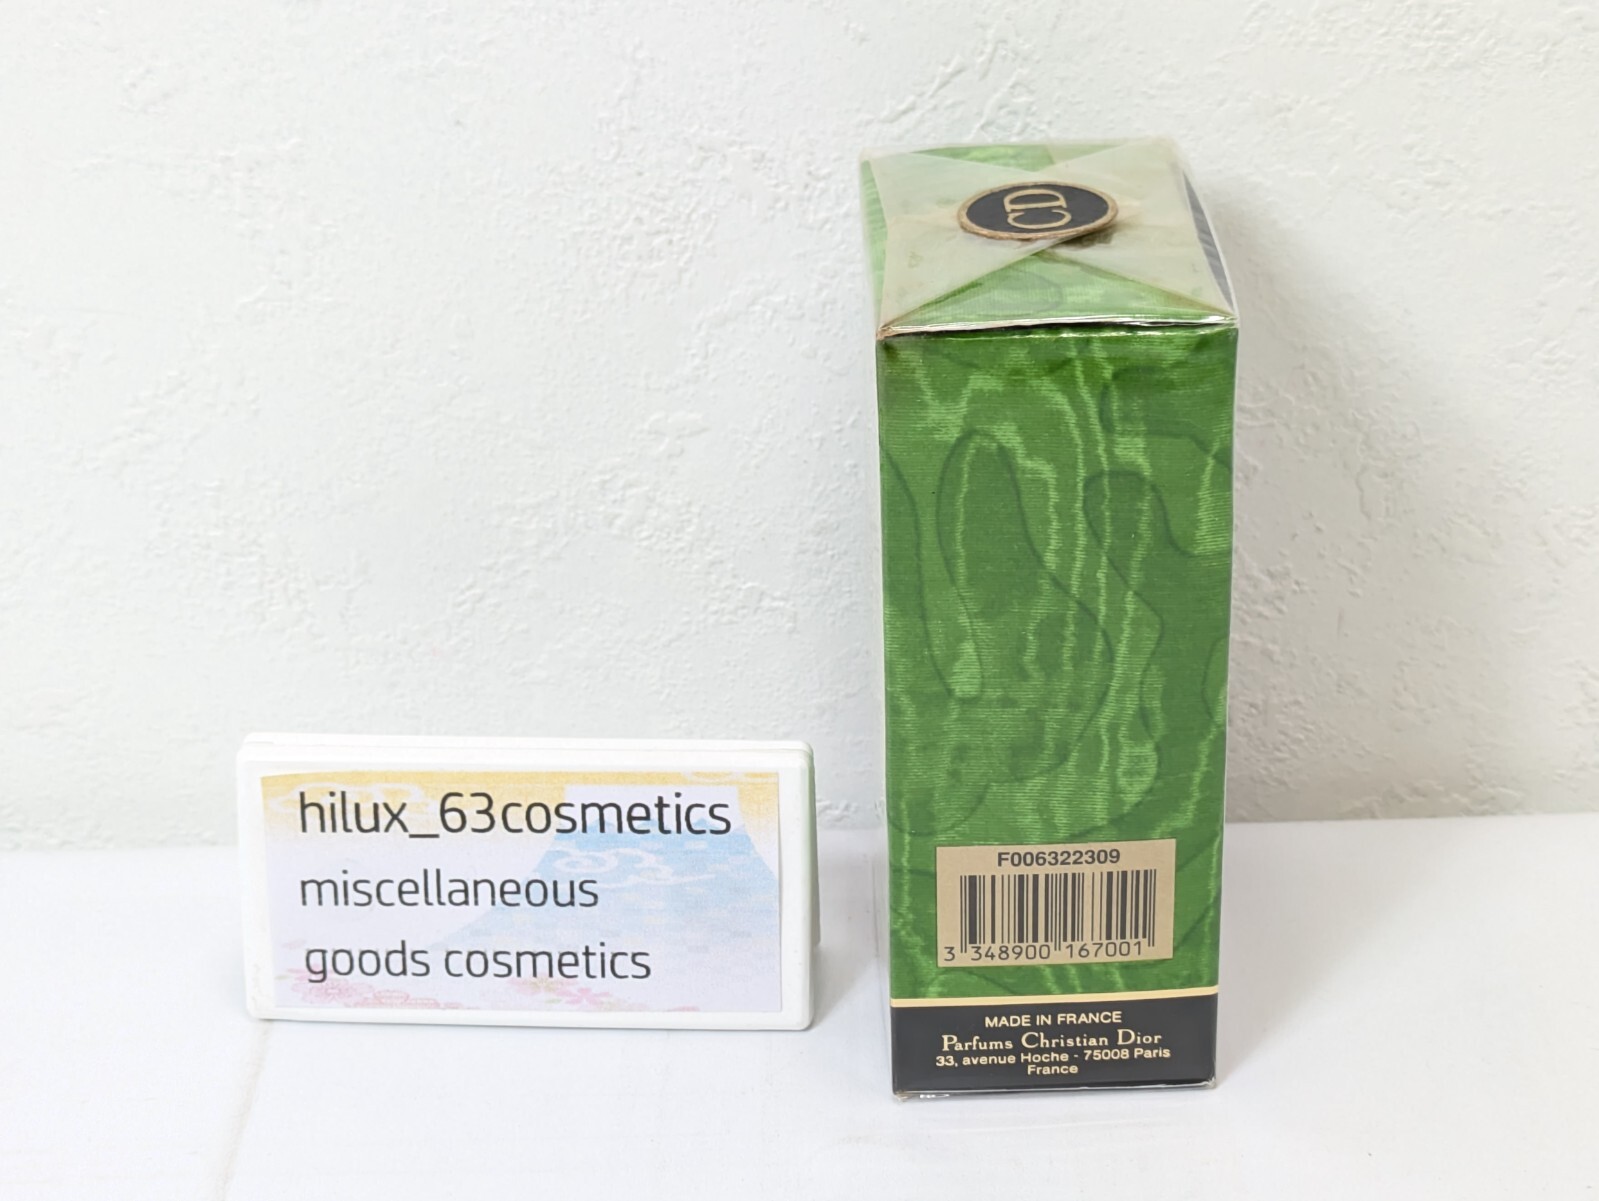 hilux_63cosmetics
miscellaneous
goods cosmetics
CD
F006322309
3 348900 167001
MADE IN FRANCE
Parfums Christian Dior
33, avenue Hoche - 75008 Paris
France